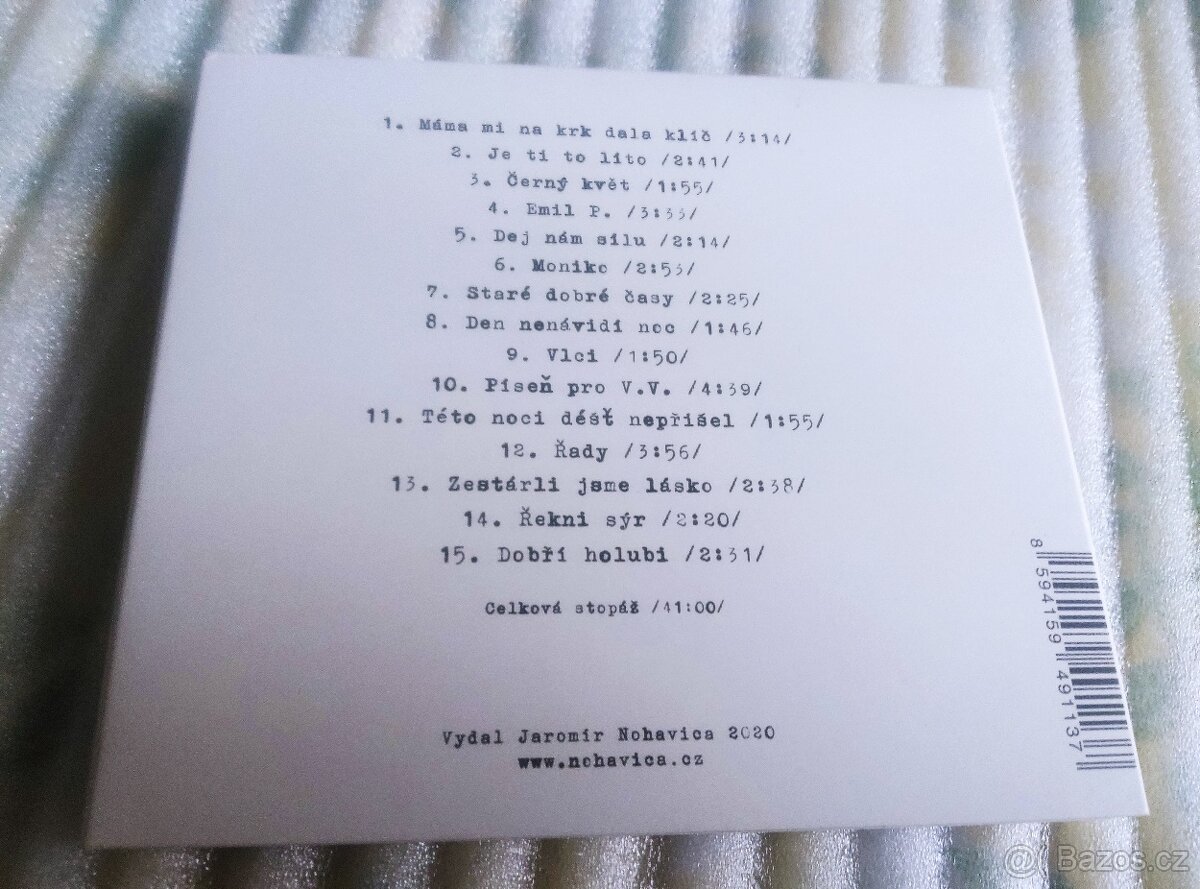 1. Máma mi na krk dala klíč /3:14/
2. Je ti to líto /2:41/
3. Černý květ /1:55/
4. Emil P. /3:33/
5. Dej nám sílu /2:14/
6. Moniko /2:53/
7. Staré dobré časy /2:25/
8. Den nenávidí noc /1:46/
9. Vlci /1:50/
10. Píseň pro V.V. /4:39/
11. Této noci déšť nepřišel /1:55/
12. Řady /3:56/
13. Zestárli jsme lásko /2:38/
14. Řekni sýr /2:20/
15. Dobří holubi /2:31/
Celková stopáž /41:00/
Vydal Jaromír Nohavica 2020
www.nohavica.cz
8 594159 491137
@ Bazos.cz